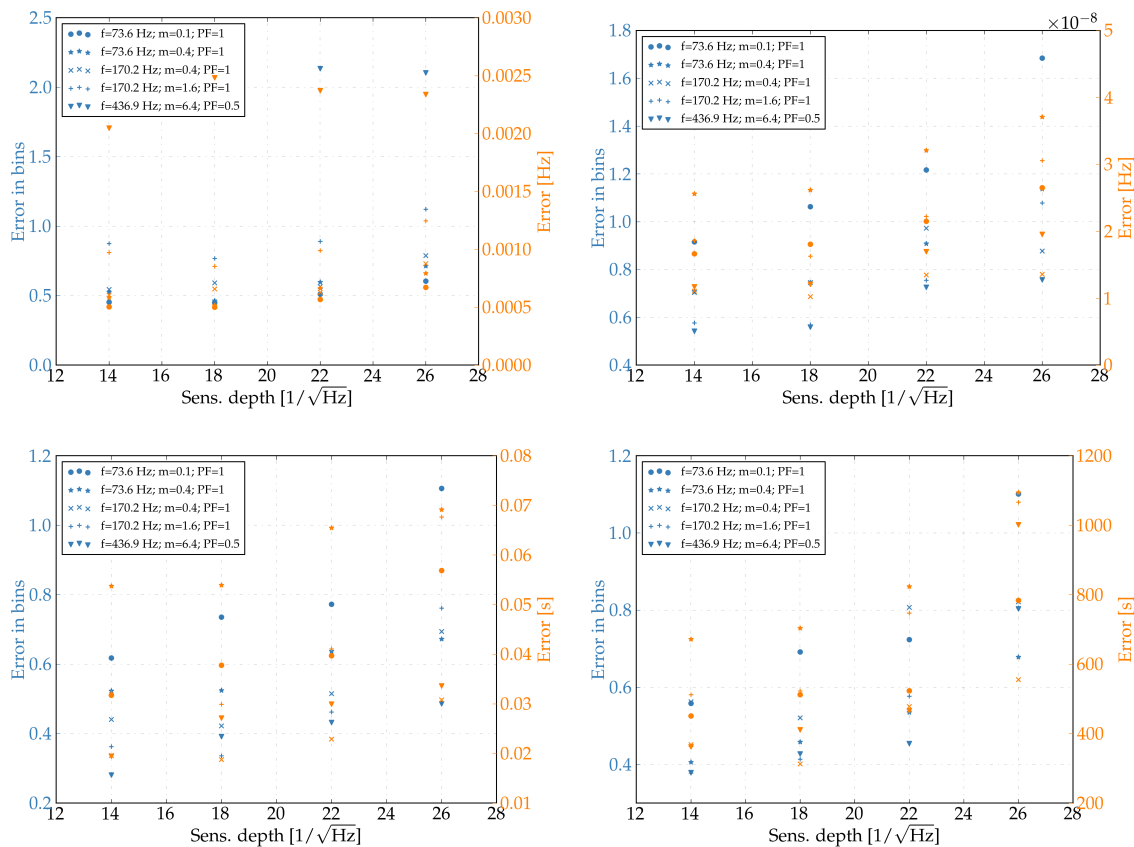 2.5
2.0
1.5
1.0
0.5
0.0
Error in bins
f=73.6 Hz; m=0.1; PF=1
f=73.6 Hz; m=0.4; PF=1
f=170.2 Hz; m=0.4; PF=1
f=170.2 Hz; m=1.6; PF=1
f=436.9 Hz; m=6.4; PF=0.5
0.0030
0.0025
0.0020
0.0015
0.0010
0.0005
0.0000
Error [Hz]
12 14 16 18 20 22 24 26 28
Sens. depth [1/√Hz]
×10⁻⁸
1.8
1.6
1.4
1.2
1.0
0.8
0.6
0.4
Error in bins
f=73.6 Hz; m=0.1; PF=1
f=73.6 Hz; m=0.4; PF=1
f=170.2 Hz; m=0.4; PF=1
f=170.2 Hz; m=1.6; PF=1
f=436.9 Hz; m=6.4; PF=0.5
5
4
3
2
1
0
Error [Hz]
12 14 16 18 20 22 24 26 28
Sens. depth [1/√Hz]
1.2
1.0
0.8
0.6
0.4
0.2
Error in bins
f=73.6 Hz; m=0.1; PF=1
f=73.6 Hz; m=0.4; PF=1
f=170.2 Hz; m=0.4; PF=1
f=170.2 Hz; m=1.6; PF=1
f=436.9 Hz; m=6.4; PF=0.5
0.08
0.07
0.06
0.05
0.04
0.03
0.02
0.01
Error [s]
12 14 16 18 20 22 24 26 28
Sens. depth [1/√Hz]
1.2
1.0
0.8
0.6
0.4
Error in bins
f=73.6 Hz; m=0.1; PF=1
f=73.6 Hz; m=0.4; PF=1
f=170.2 Hz; m=0.4; PF=1
f=170.2 Hz; m=1.6; PF=1
f=436.9 Hz; m=6.4; PF=0.5
1200
1000
800
600
400
200
Error [s]
12 14 16 18 20 22 24 26 28
Sens. depth [1/√Hz]